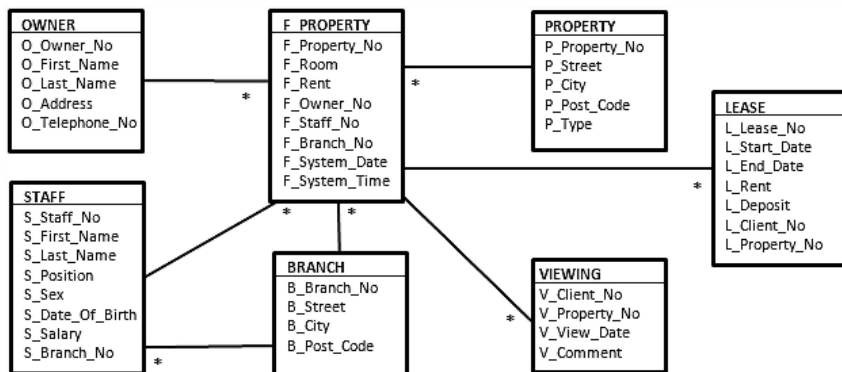 OWNER
O_Owner_No
O_First_Name
O_Last_Name
O_Address
O_Telephone_No
*
F_PROPERTY
F_Property_No
F_Room
F_Rent
F_Owner_No
F_Staff_No
F_Branch_No
F_System_Date
F_System_Time
*
PROPERTY
P_Property_No
P_Street
P_City
P_Post_Code
P_Type
LEASE
L_Lease_No
L_Start_Date
L_End_Date
L_Rent
L_Deposit
L_Client_No
L_Property_No
*
STAFF
S_Staff_No
S_First_Name
S_Last_Name
S_Position
S_Sex
S_Date_Of_Birth
S_Salary
S_Branch_No
*
* *
BRANCH
B_Branch_No
B_Street
B_City
B_Post_Code
VIEWING
V_Client_No
V_Property_No
V_View_Date
V_Comment
*